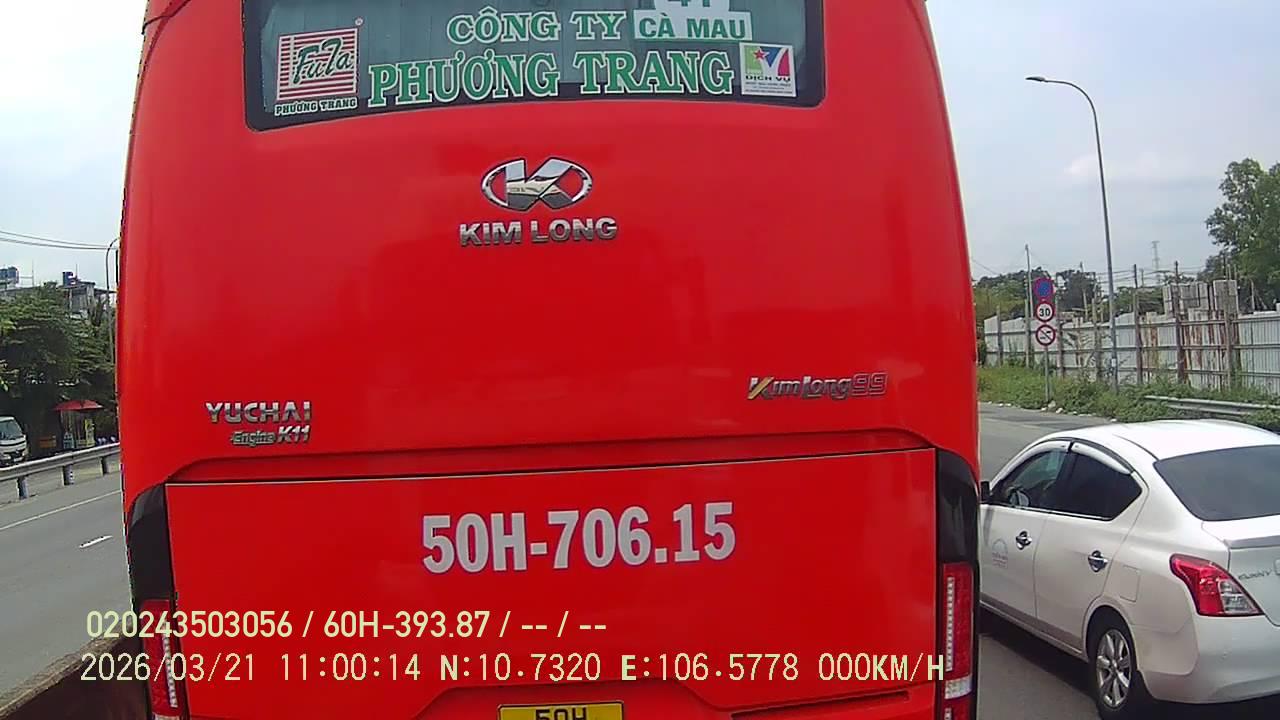 CÔNG TY
CÀ MAU
FuTa
PHƯƠNG TRANG
PHƯƠNG TRANG
DỊCH VỤ
KIM LONG
KimLong99
YUCHAI
Engine K11
30
50H-706.15
SUNNY
020243503056 / 60H-393.87 / -- / --
2026/03/21 11:00:14 N:10.7320 E:106.5778 000KM/H
50H